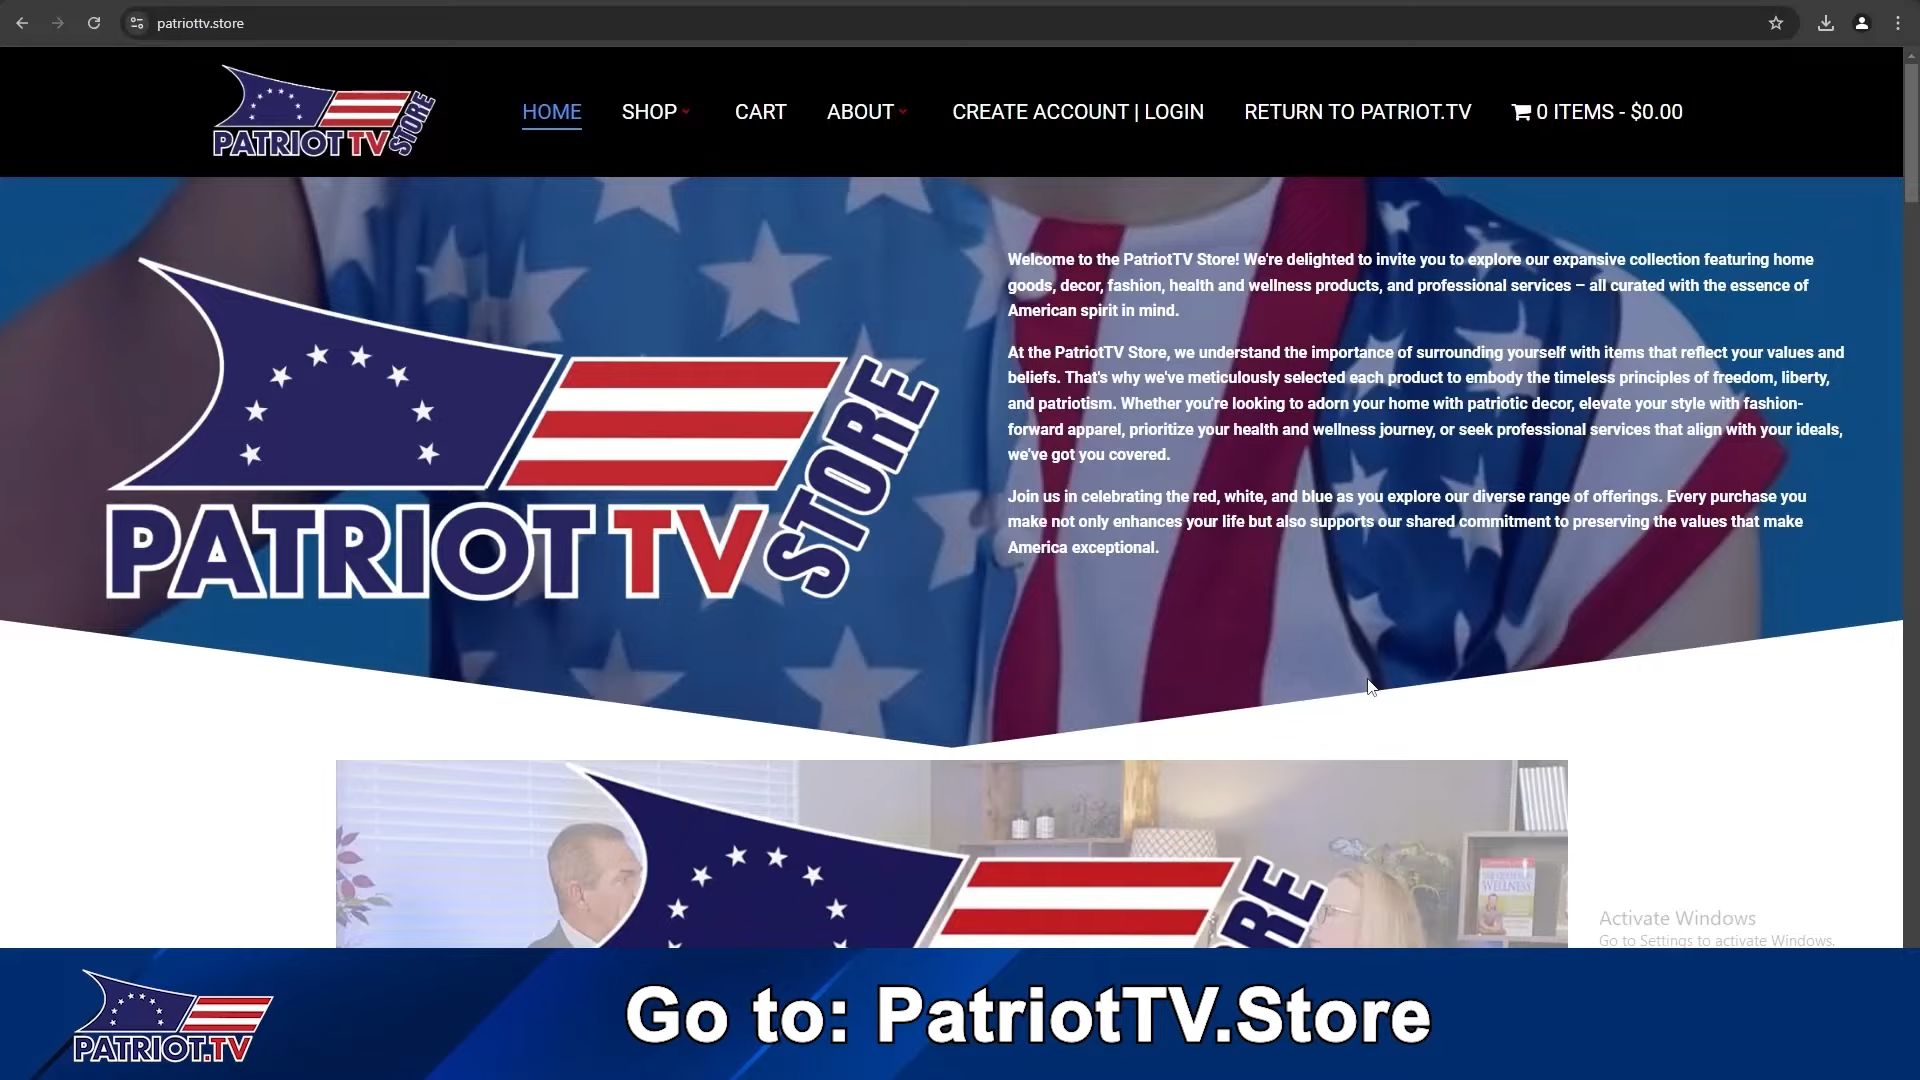 patriottv.store
PATRIOT TV STORE
HOME
SHOP
CART
ABOUT
CREATE ACCOUNT | LOGIN
RETURN TO PATRIOT.TV
0 ITEMS - $0.00
PATRIOT TV STORE
Welcome to the PatriotTV Store! We're delighted to invite you to explore our expansive collection featuring home
goods, decor, fashion, health and wellness products, and professional services – all curated with the essence of
American spirit in mind.
At the PatriotTV Store, we understand the importance of surrounding yourself with items that reflect your values and
beliefs. That's why we've meticulously selected each product to embody the timeless principles of freedom, liberty,
and patriotism. Whether you're looking to adorn your home with patriotic decor, elevate your style with fashion-
forward apparel, prioritize your health and wellness journey, or seek professional services that align with your ideals,
we've got you covered.
Join us in celebrating the red, white, and blue as you explore our diverse range of offerings. Every purchase you
make not only enhances your life but also supports our shared commitment to preserving the values that make
America exceptional.
ORE
WELLNESS
Activate Windows
Go to Settings to activate Windows.
PATRIOT.TV
Go to: PatriotTV.Store